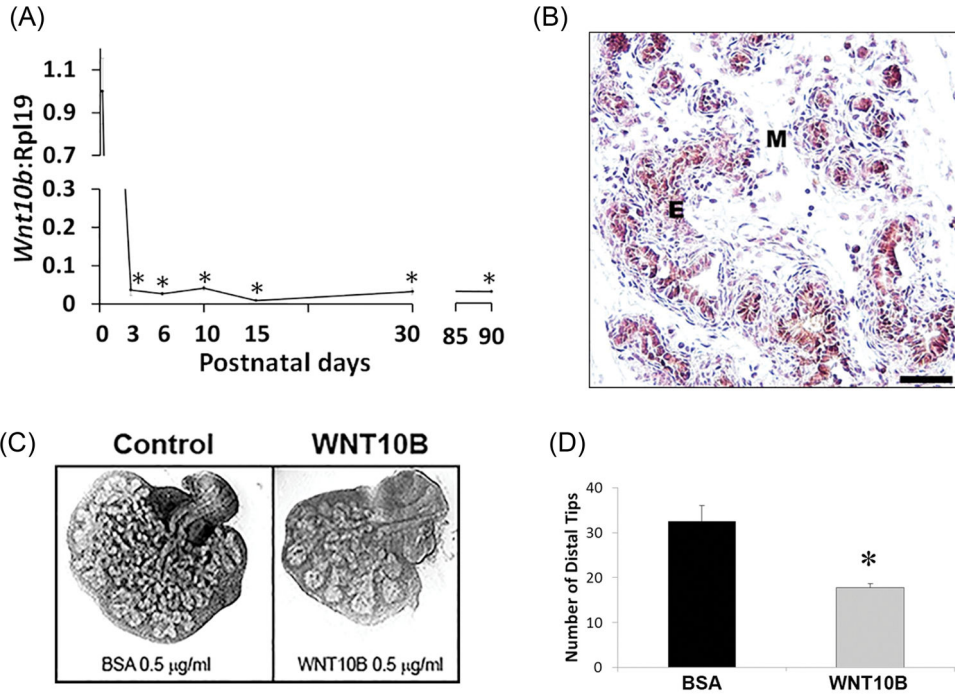 (A)
Wnt10b:Rpl19
1.1
0.9
0.7
0.3
0.2
0.1
0
* * * * * *
0 3 6 10 15 30 85 90
Postnatal days
(B)
M
E
(C)
Control WNT10B
BSA 0.5 µg/ml WNT10B 0.5 µg/ml
(D)
Number of Distal Tips
40
30
20
10
0
*
BSA WNT10B